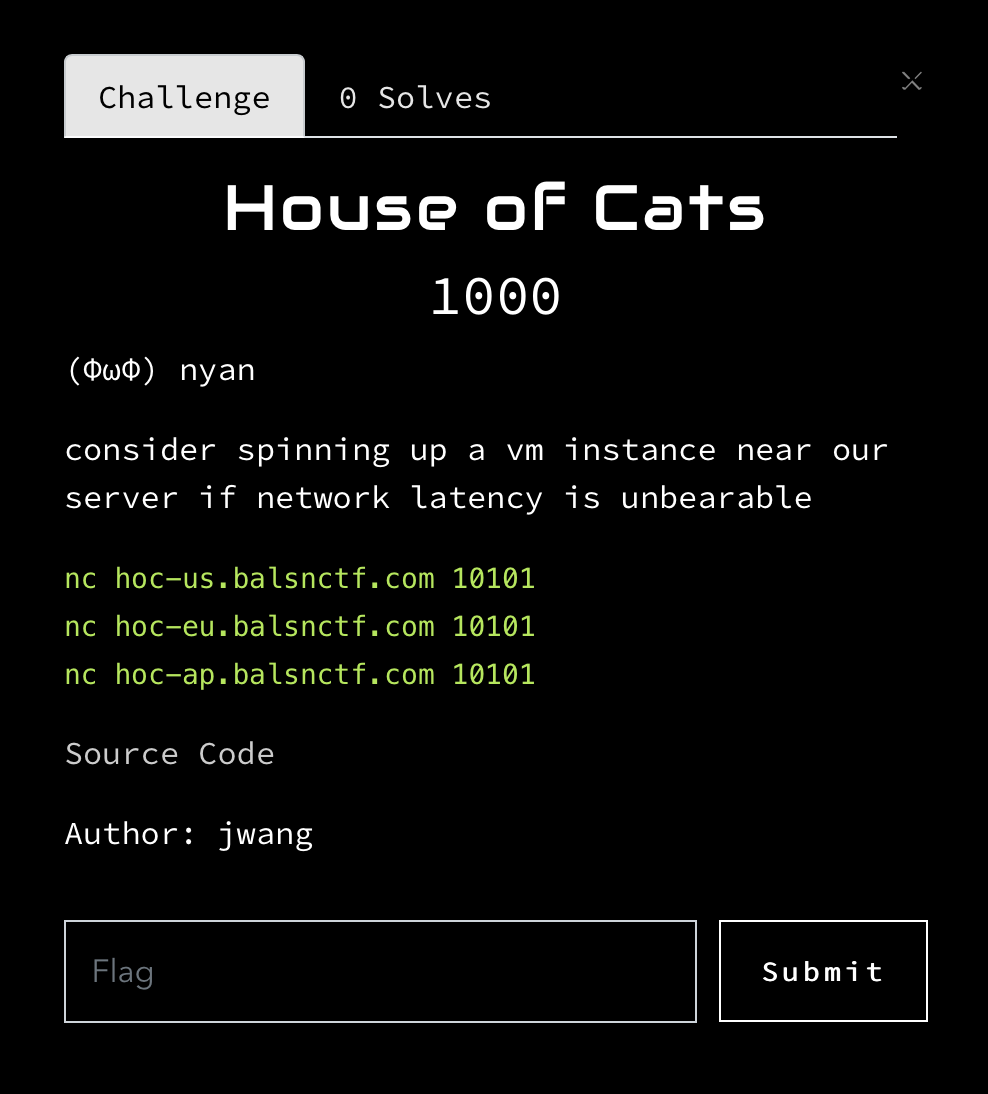 Challenge
0 Solves
House of Cats
1000
(ΦωΦ) nyan
consider spinning up a vm instance near our
server if network latency is unbearable
nc hoc-us.balsnctf.com 10101
nc hoc-eu.balsnctf.com 10101
nc hoc-ap.balsnctf.com 10101
Source Code
Author: jwang
Flag
Submit